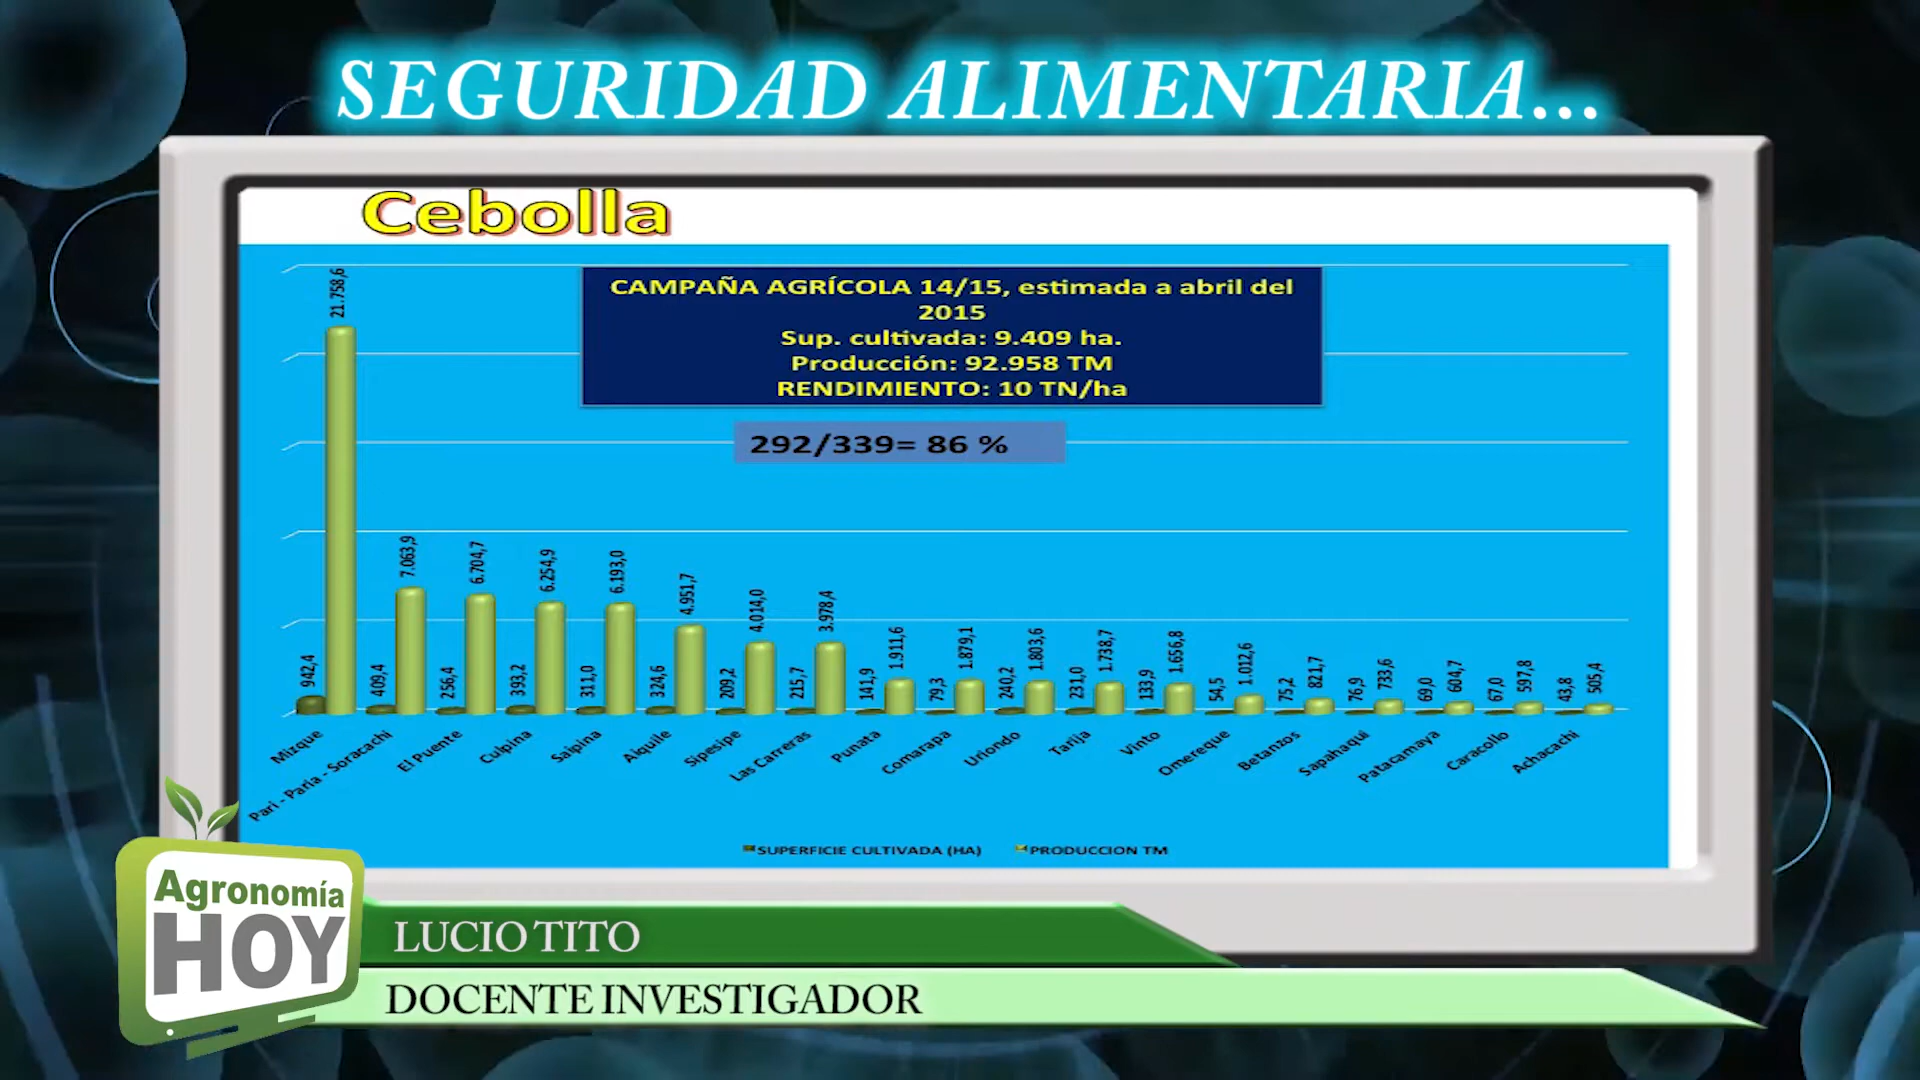 SEGURIDAD ALIMENTARIA...
Cebolla
CAMPAÑA AGRÍCOLA 14/15, estimada a abril del
2015
Sup. cultivada: 9.409 ha.
Producción: 92.958 TM
RENDIMIENTO: 10 TN/ha
292/339= 86 %
942,4
21.758,6
409,4
7.063,9
256,4
6.704,7
393,2
6.254,9
311,0
6.193,0
324,6
4.951,7
209,2
4.014,0
215,7
3.978,4
141,9
1.911,6
79,3
1.879,1
240,2
1.803,6
231,0
1.738,7
133,9
1.656,8
54,5
1.012,6
75,2
821,7
76,9
733,6
69,0
604,7
67,0
597,8
43,8
505,4
Mizque
Pari - Paria - Soracachi
El Puente
Culpina
Saipina
Aiquile
Sipesipe
Las Carreras
Punata
Comarapa
Uriondo
Tarija
Vinto
Omereque
Betanzos
Sapahaqui
Patacamaya
Caracollo
Achacachi
SUPERFICIE CULTIVADA (HA)
PRODUCCION TM
Agronomía
HOY
LUCIO TITO
DOCENTE INVESTIGADOR